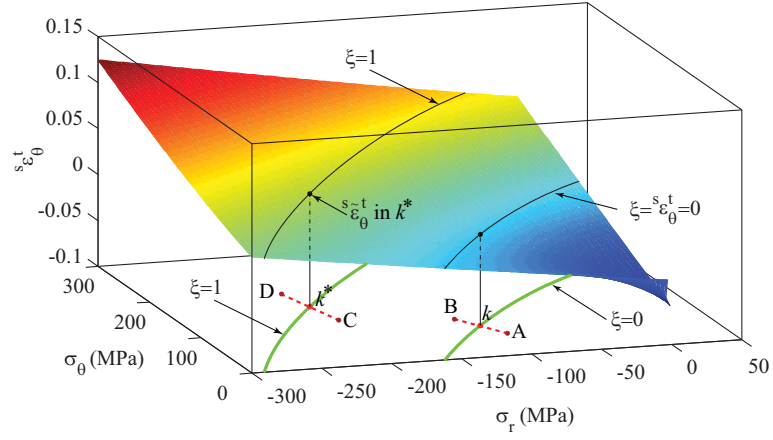 0.15
0.1
0.05
0
-0.05
-0.1
ˢε_θ^t
ξ=1
ˢε̃_θ^t in k*
ξ=ˢε_θ^t=0
ξ=1
D
k*
C
B
k
A
ξ=0
300
200
100
0
σ_θ (MPa)
-300
-250
-200
-150
-100
-50
0
50
σ_r (MPa)